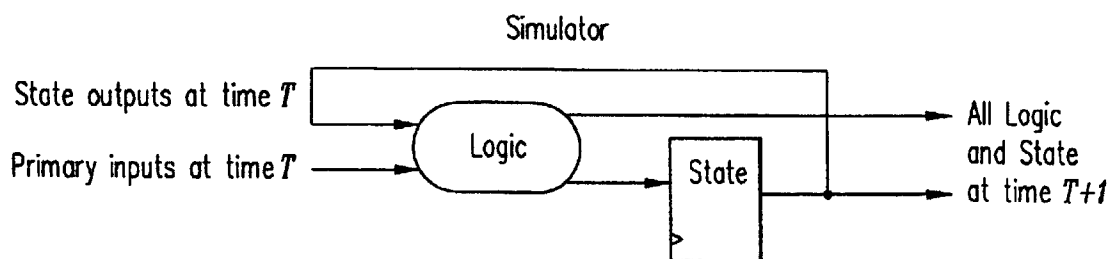 Simulator
State outputs at time T
Primary inputs at time T
Logic
State
All Logic
and State
at time T+1